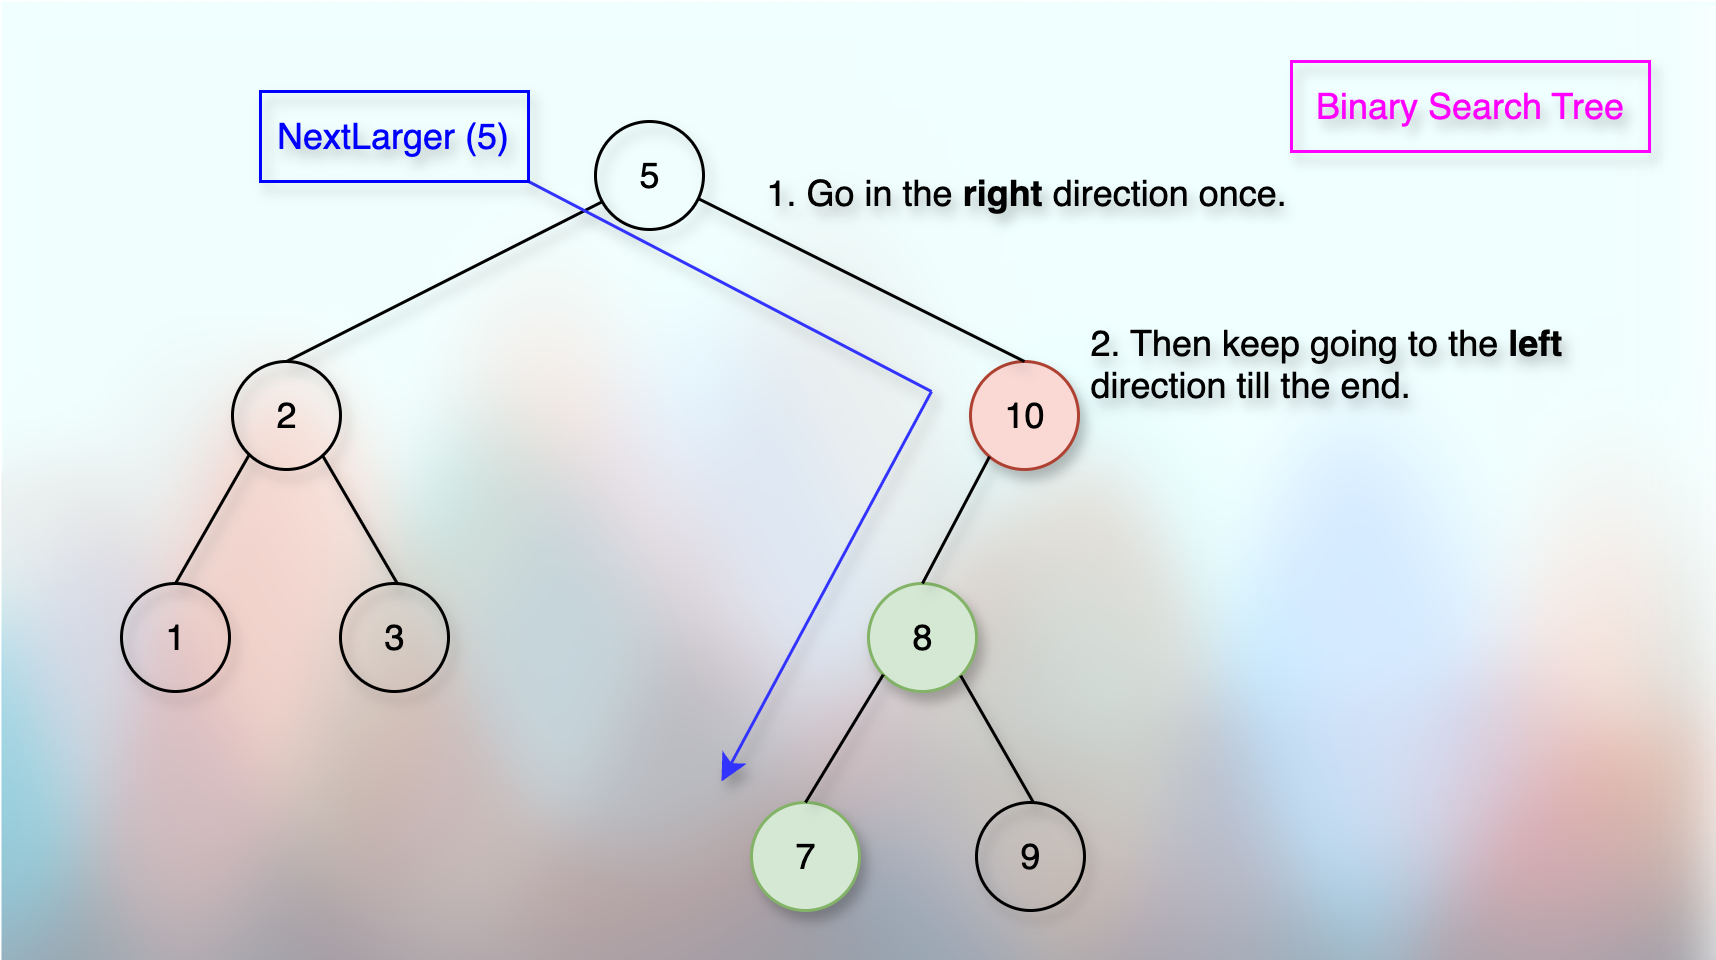 Binary Search Tree
NextLarger (5)
5
1. Go in the right direction once.
2. Then keep going to the left
direction till the end.
2
10
1
3
8
7
9